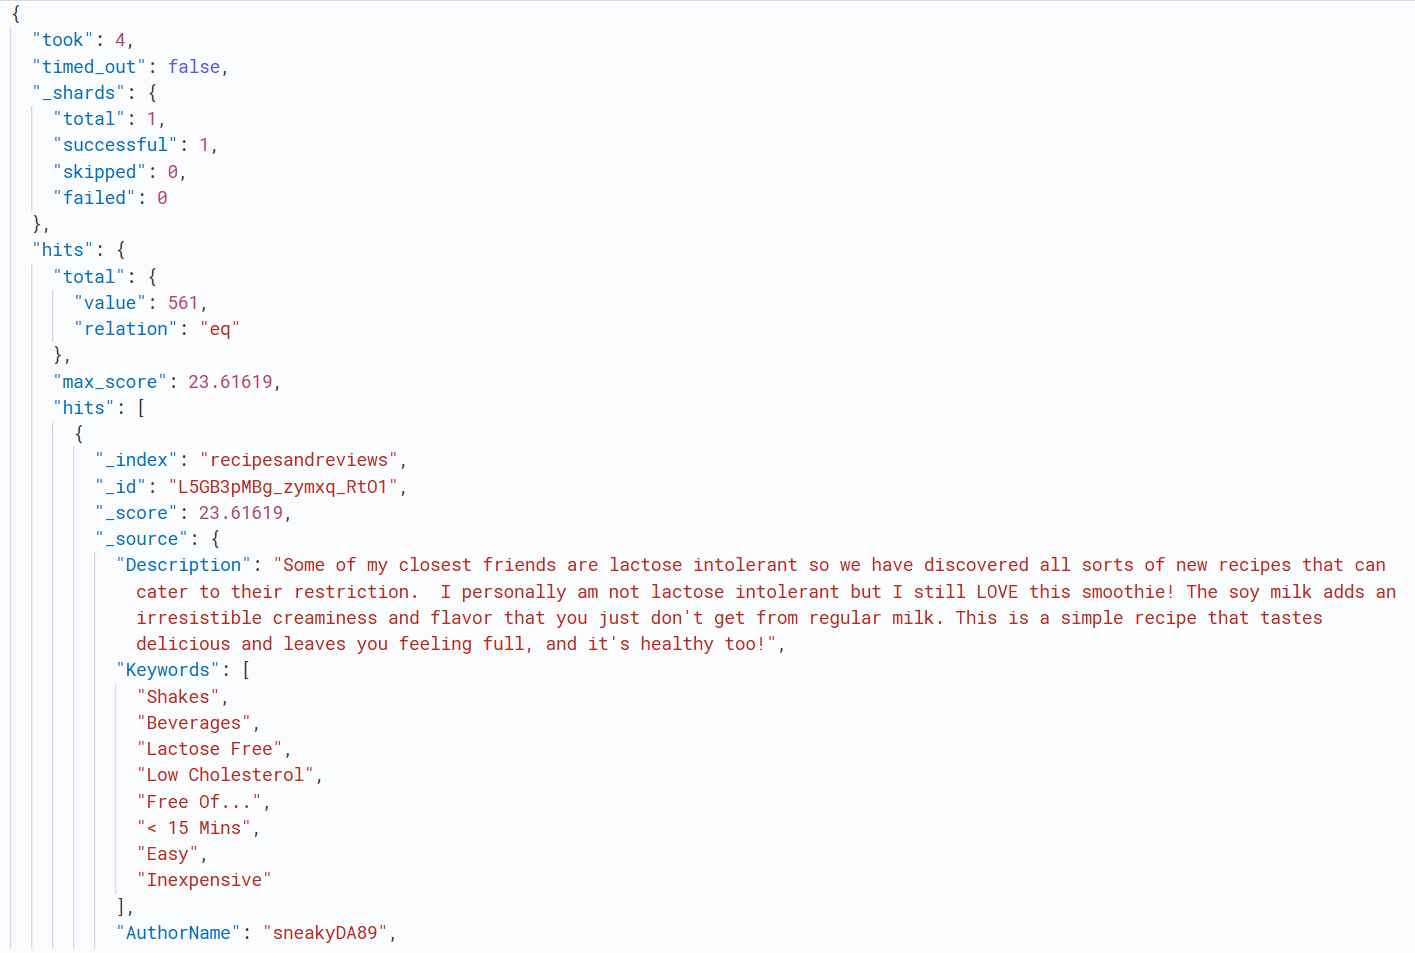 {
"took": 4,
"timed_out": false,
"_shards": {
"total": 1,
"successful": 1,
"skipped": 0,
"failed": 0
},
"hits": {
"total": {
"value": 561,
"relation": "eq"
},
"max_score": 23.61619,
"hits": [
{
"_index": "recipesandreviews",
"_id": "L5GB3pMBg_zymxq_RtO1",
"_score": 23.61619,
"_source": {
"Description": "Some of my closest friends are lactose intolerant so we have discovered all sorts of new recipes that can
cater to their restriction.  I personally am not lactose intolerant but I still LOVE this smoothie! The soy milk adds an
irresistible creaminess and flavor that you just don't get from regular milk. This is a simple recipe that tastes
delicious and leaves you feeling full, and it's healthy too!",
"Keywords": [
"Shakes",
"Beverages",
"Lactose Free",
"Low Cholesterol",
"Free Of...",
"< 15 Mins",
"Easy",
"Inexpensive"
],
"AuthorName": "sneakyDA89",